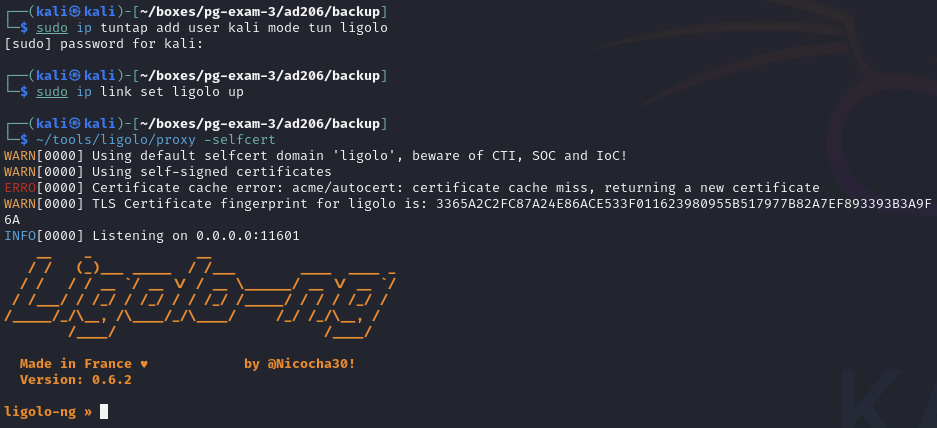 ┌──(kali㉿kali)-[~/boxes/pg-exam-3/ad206/backup]
└─$ sudo ip tuntap add user kali mode tun ligolo
[sudo] password for kali:
┌──(kali㉿kali)-[~/boxes/pg-exam-3/ad206/backup]
└─$ sudo ip link set ligolo up
┌──(kali㉿kali)-[~/boxes/pg-exam-3/ad206/backup]
└─$ ~/tools/ligolo/proxy -selfcert
WARN[0000] Using default selfcert domain 'ligolo', beware of CTI, SOC and IoC!
WARN[0000] Using self-signed certificates
ERRO[0000] Certificate cache error: acme/autocert: certificate cache miss, returning a new certificate
WARN[0000] TLS Certificate fingerprint for ligolo is: 3365A2C2FC87A24E86ACE533F011623980955B517977B82A7EF893393B3A9F
6A
INFO[0000] Listening on 0.0.0.0:11601
Ligolo-ng
Made in France ♥ by @Nicocha30!
Version: 0.6.2
ligolo-ng »